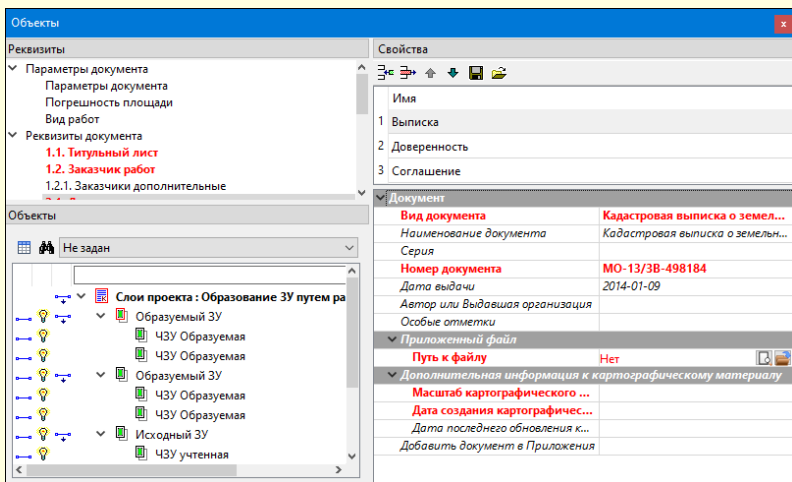 Объекты
Реквизиты
Параметры документа
Параметры документа
Погрешность площади
Вид работ
Реквизиты документа
1.1. Титульный лист
1.2. Заказчик работ
1.2.1. Заказчики дополнительные
Объекты
Не задан
Слои проекта : Образование ЗУ путем ра
Образуемый ЗУ
ЧЗУ Образуемая
ЧЗУ Образуемая
Образуемый ЗУ
ЧЗУ Образуемая
ЧЗУ Образуемая
Исходный ЗУ
ЧЗУ учтенная
Свойства
Имя
1 Выписка
2 Доверенность
3 Соглашение
Документ
Вид документа Кадастровая выписка о земел...
Наименование документа Кадастровая выписка о земельн...
Серия
Номер документа МО-13/ЗВ-498184
Дата выдачи 2014-01-09
Автор или Выдавшая организация
Особые отметки
Приложенный файл
Путь к файлу Нет
Дополнительная информация к картографическому материалу
Масштаб картографического ...
Дата создания картографичес...
Дата последнего обновления к...
Добавить документ в Приложения